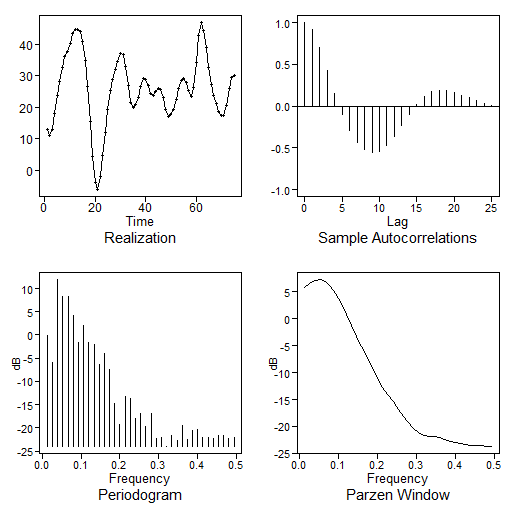 40
30
20
10
0
0 20 40 60
Time
Realization
1.0
0.5
0.0
-0.5
-1.0
0 5 10 15 20 25
Lag
Sample Autocorrelations
10
5
0
-5
-10
-15
-20
-25
dB
0.0 0.1 0.2 0.3 0.4 0.5
Frequency
Periodogram
5
0
-5
-10
-15
-20
-25
dB
0.0 0.1 0.2 0.3 0.4 0.5
Frequency
Parzen Window